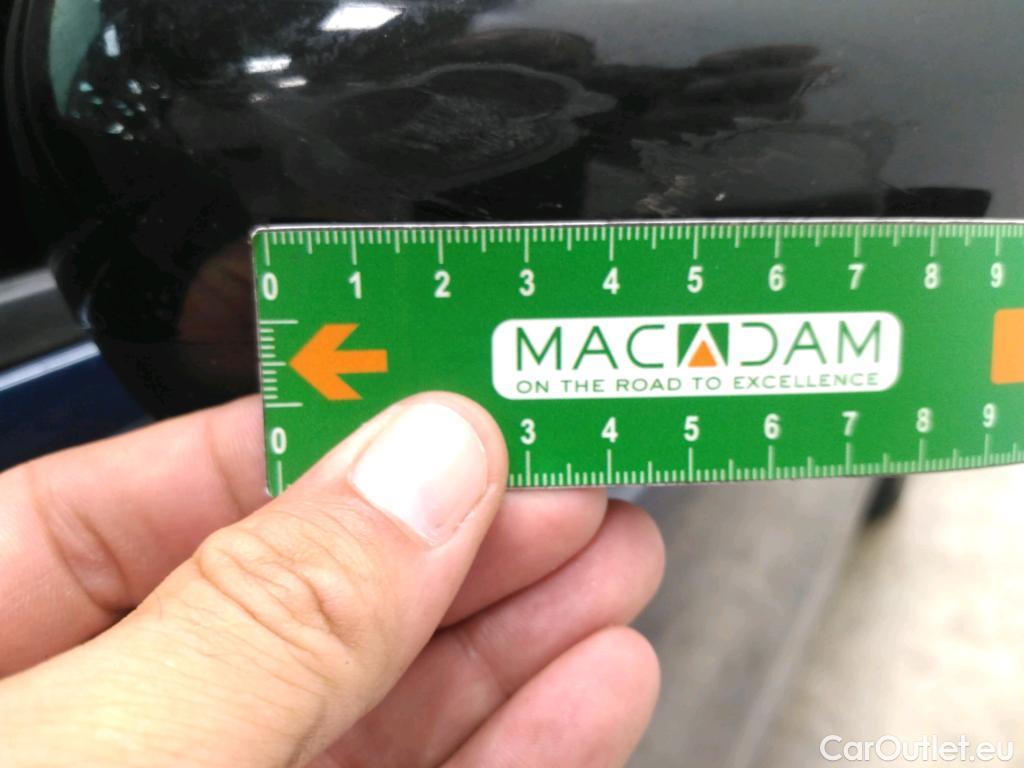 0 1 2 3 4 5 6 7 8 9
MACADAM
ON THE ROAD TO EXCELLENCE
0 3 4 5 6 7 8 9
CarOutlet.eu